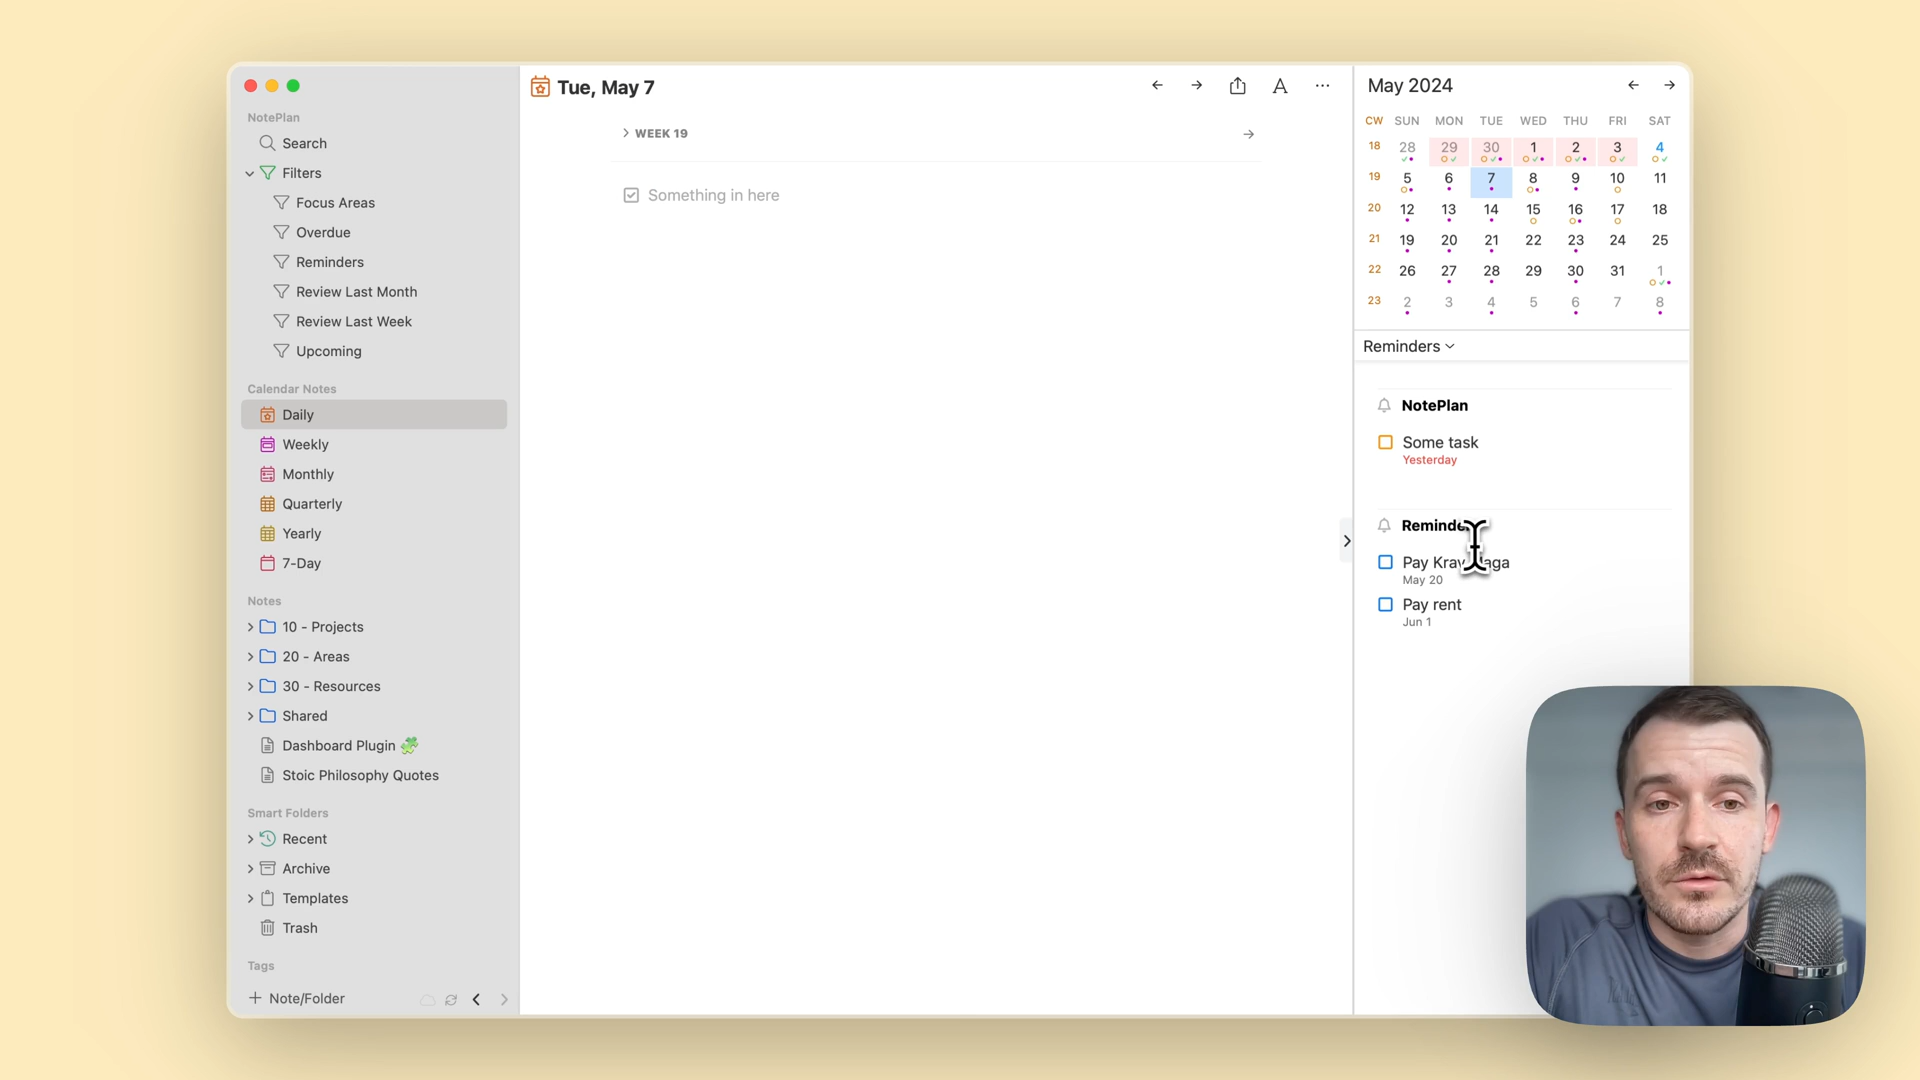 NotePlan
Search
Filters
Focus Areas
Overdue
Reminders
Review Last Month
Review Last Week
Upcoming
Calendar Notes
Daily
Weekly
Monthly
Quarterly
Yearly
7-Day
Notes
10 - Projects
20 - Areas
30 - Resources
Shared
Dashboard Plugin
Stoic Philosophy Quotes
Smart Folders
Recent
Archive
Templates
Trash
Tags
+ Note/Folder
Tue, May 7
WEEK 19
Something in here
May 2024
CW SUN MON TUE WED THU FRI SAT
18 28 29 30 1 2 3 4
19 5 6 7 8 9 10 11
20 12 13 14 15 16 17 18
21 19 20 21 22 23 24 25
22 26 27 28 29 30 31 1
23 2 3 4 5 6 7 8
Reminders
NotePlan
Some task
Yesterday
Pay
May 20
Pay rent
Jun 1